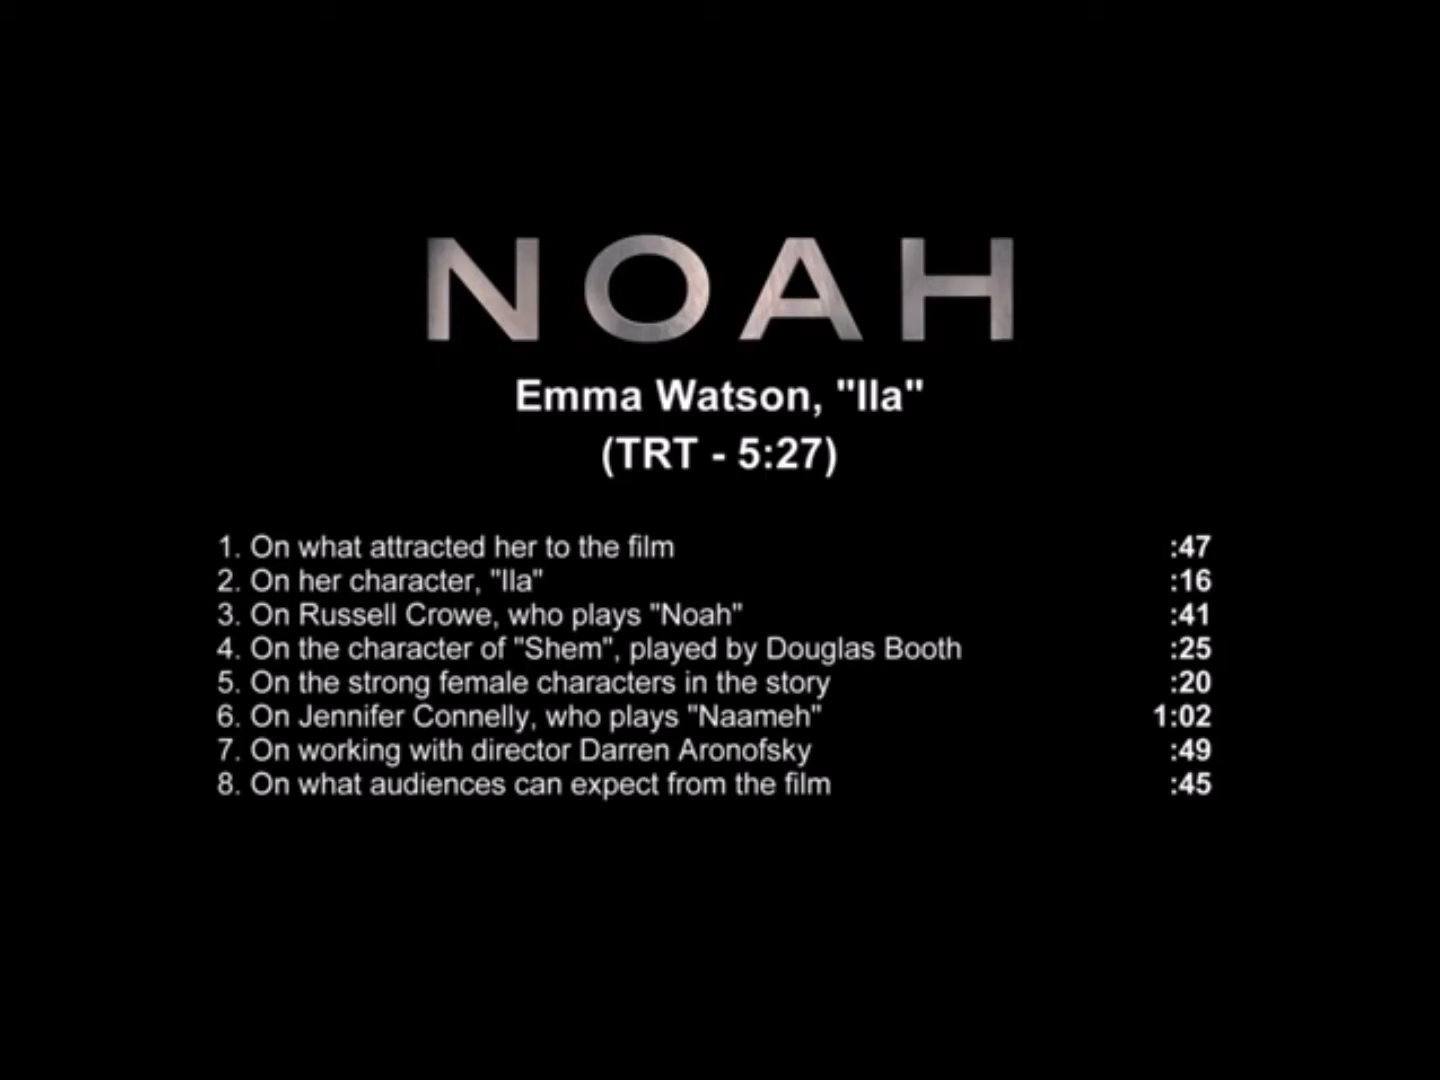 NOAH
Emma Watson, "Ila"
(TRT - 5:27)
1. On what attracted her to the film :47
2. On her character, "Ila" :16
3. On Russell Crowe, who plays "Noah" :41
4. On the character of "Shem", played by Douglas Booth :25
5. On the strong female characters in the story :20
6. On Jennifer Connelly, who plays "Naameh" 1:02
7. On working with director Darren Aronofsky :49
8. On what audiences can expect from the film :45